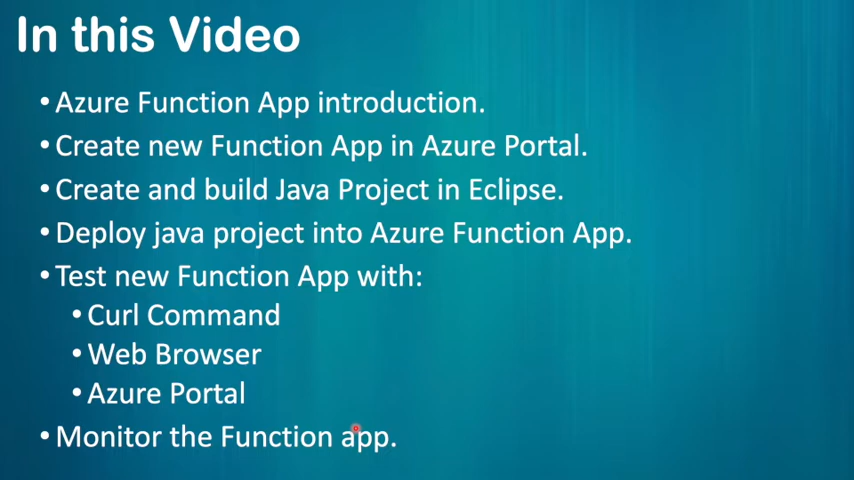 In this Video
• Azure Function App introduction.
• Create new Function App in Azure Portal.
• Create and build Java Project in Eclipse.
• Deploy java project into Azure Function App.
• Test new Function App with:
• Curl Command
• Web Browser
• Azure Portal
• Monitor the Function app.